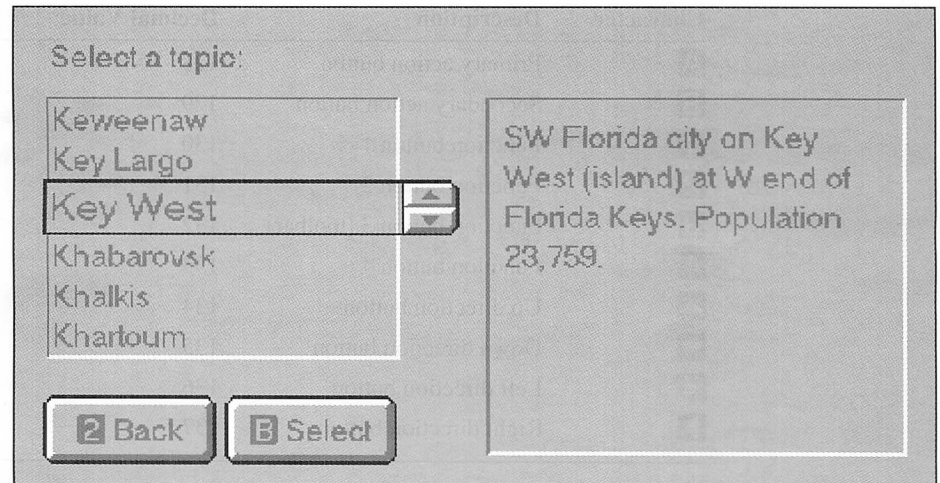 Select a topic:
Keweenaw
Key Largo
Key West
Khabarovsk
Khalkis
Khartoum
SW Florida city on Key
West (island) at W end of
Florida Keys. Population
23,759.
2 Back
B Select